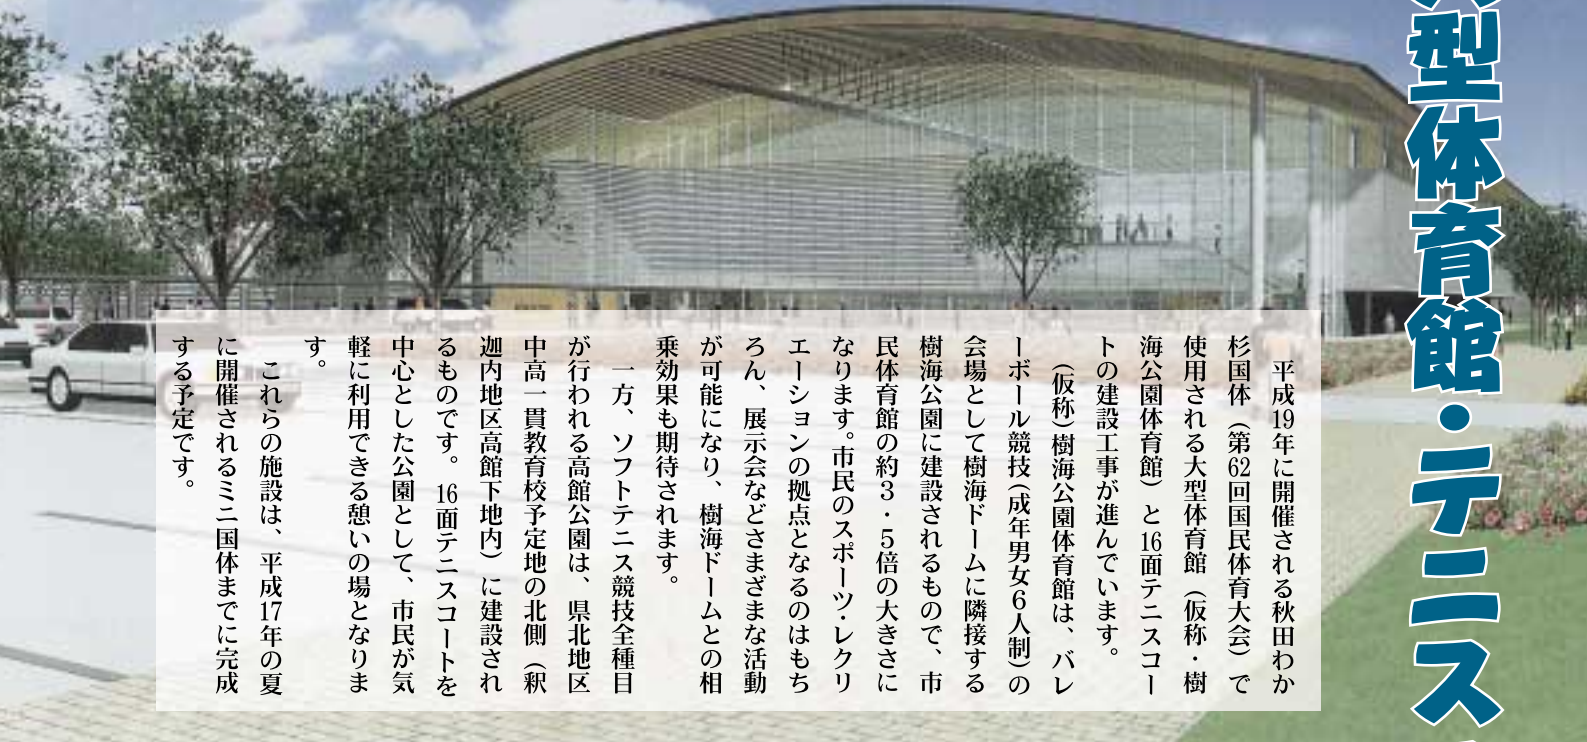 型体育館・テニス
　平成19年に開催される秋田わか
杉国体（第62回国民体育大会）で
使用される大型体育館（仮称・樹
海公園体育館）と16面テニスコー
トの建設工事が進んでいます。
　（仮称）樹海公園体育館は、バレ
ーボール競技（成年男女６人制）の
会場として樹海ドームに隣接する
樹海公園に建設されるもので、市
民体育館の約３・５倍の大きさに
なります。市民のスポーツ・レクリ
エーションの拠点となるのはもち
ろん、展示会などさまざまな活動
が可能になり、樹海ドームとの相
乗効果も期待されます。
　一方、ソフトテニス競技全種目
が行われる高館公園は、県北地区
中高一貫教育校予定地の北側（釈
迦内地区高館下地内）に建設され
るものです。16面テニスコートを
中心とした公園として、市民が気
軽に利用できる憩いの場となりま
す。
　これらの施設は、平成17年の夏
に開催されるミニ国体までに完成
する予定です。